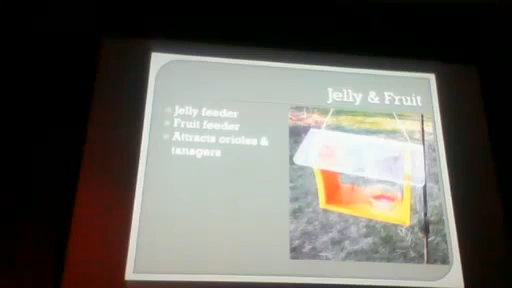 Jelly & Fruit
Jelly feeder
Fruit feeder
Attracts orioles &
tanagers